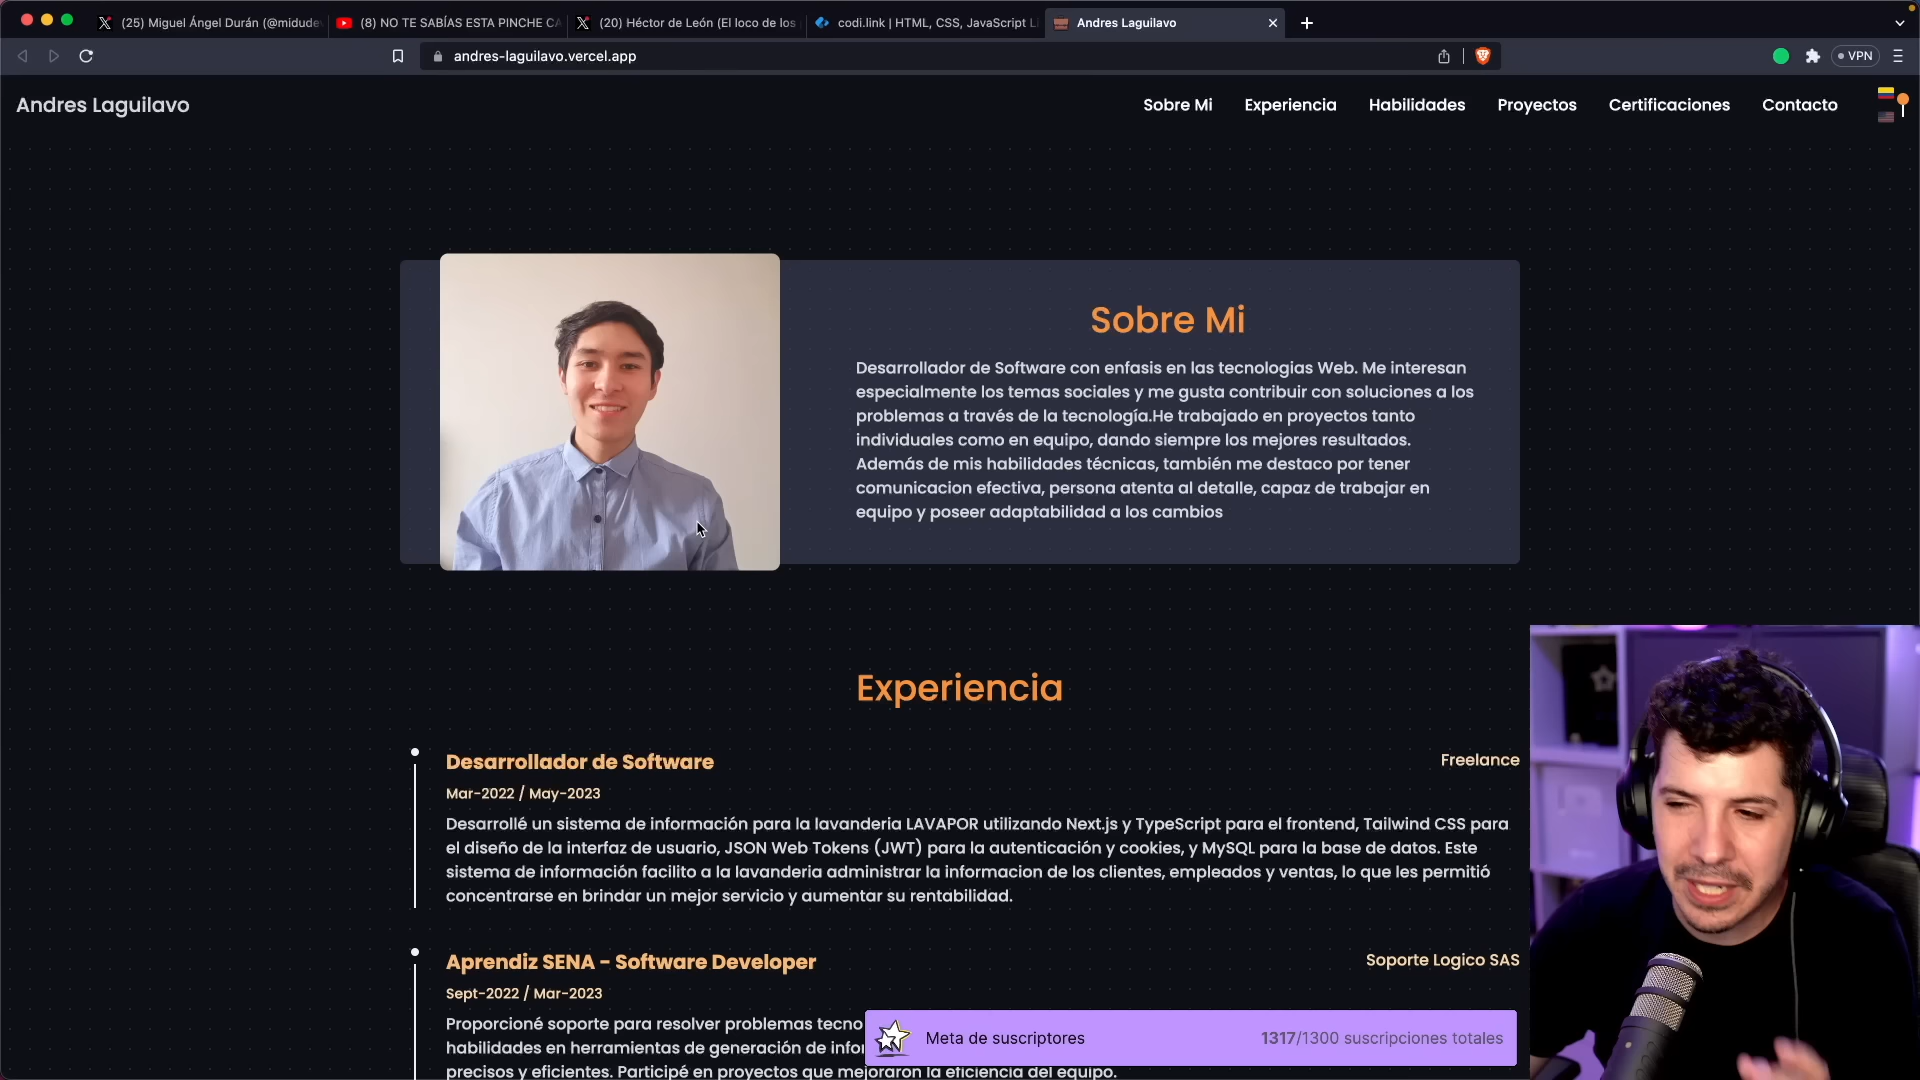 (25) Miguel Ángel Durán (@midude
(8) NO TE SABÍAS ESTA PINCHE CA
(20) Héctor de León (El loco de los
codi.link | HTML, CSS, JavaScript Li
Andres Laguilavo
andres-laguilavo.vercel.app
VPN
Andres Laguilavo
Sobre Mi
Experiencia
Habilidades
Proyectos
Certificaciones
Contacto
Sobre Mi
Desarrollador de Software con enfasis en las tecnologias Web. Me interesan
especialmente los temas sociales y me gusta contribuir con soluciones a los
problemas a través de la tecnología.He trabajado en proyectos tanto
individuales como en equipo, dando siempre los mejores resultados.
Además de mis habilidades técnicas, también me destaco por tener
comunicacion efectiva, persona atenta al detalle, capaz de trabajar en
equipo y poseer adaptabilidad a los cambios
Experiencia
Desarrollador de Software
Freelance
Mar-2022 / May-2023
Desarrollé un sistema de información para la lavanderia LAVAPOR utilizando Next.js y TypeScript para el frontend, Tailwind CSS para
el diseño de la interfaz de usuario, JSON Web Tokens (JWT) para la autenticación y cookies, y MySQL para la base de datos. Este
sistema de información facilito a la lavanderia administrar la informacion de los clientes, empleados y ventas, lo que les permitió
concentrarse en brindar un mejor servicio y aumentar su rentabilidad.
Aprendiz SENA - Software Developer
Soporte Logico SAS
Sept-2022 / Mar-2023
Proporcioné soporte para resolver problemas tecno
habilidades en herramientas de generación de infor
precisos y eficientes. Participé en proyectos que mejoraron la eficiencia del equipo.
Meta de suscriptores
1317/1300 suscripciones totales